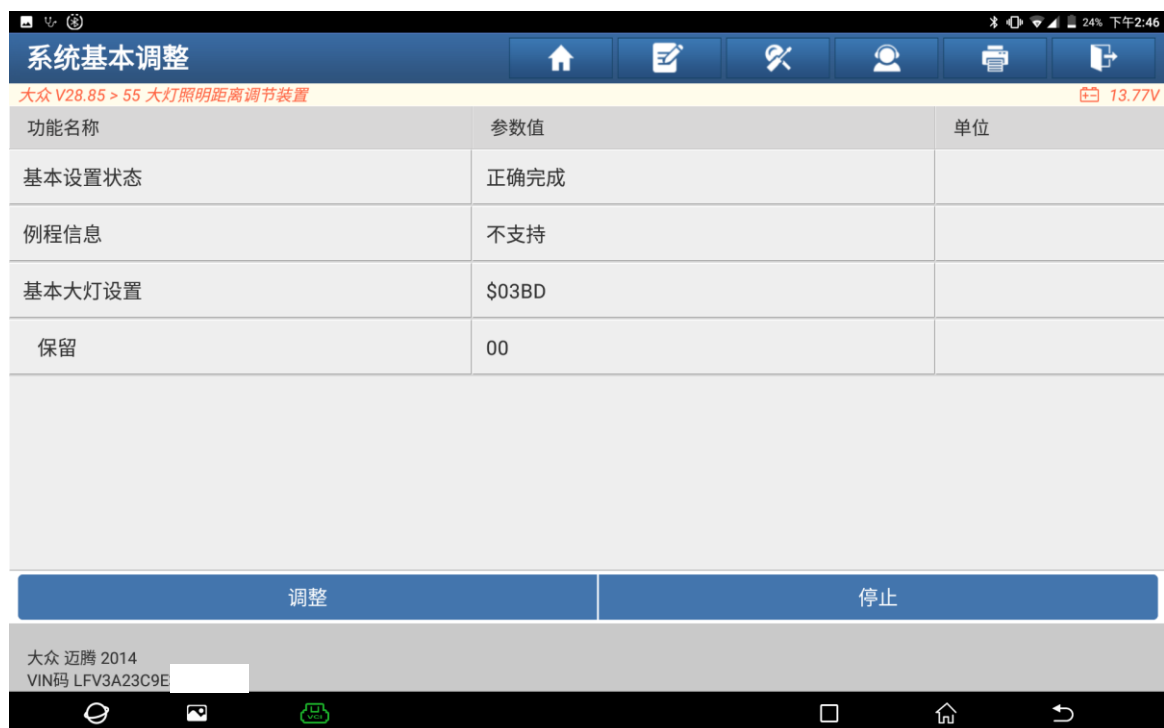 24% 下午2:46
系统基本调整
大众 V28.85 > 55 大灯照明距离调节装置 13.77V
功能名称 参数值 单位
基本设置状态 正确完成
例程信息 不支持
基本大灯设置 $03BD
保留 00
调整 停止
大众 迈腾 2014
VIN码 LFV3A23C9E
VCI